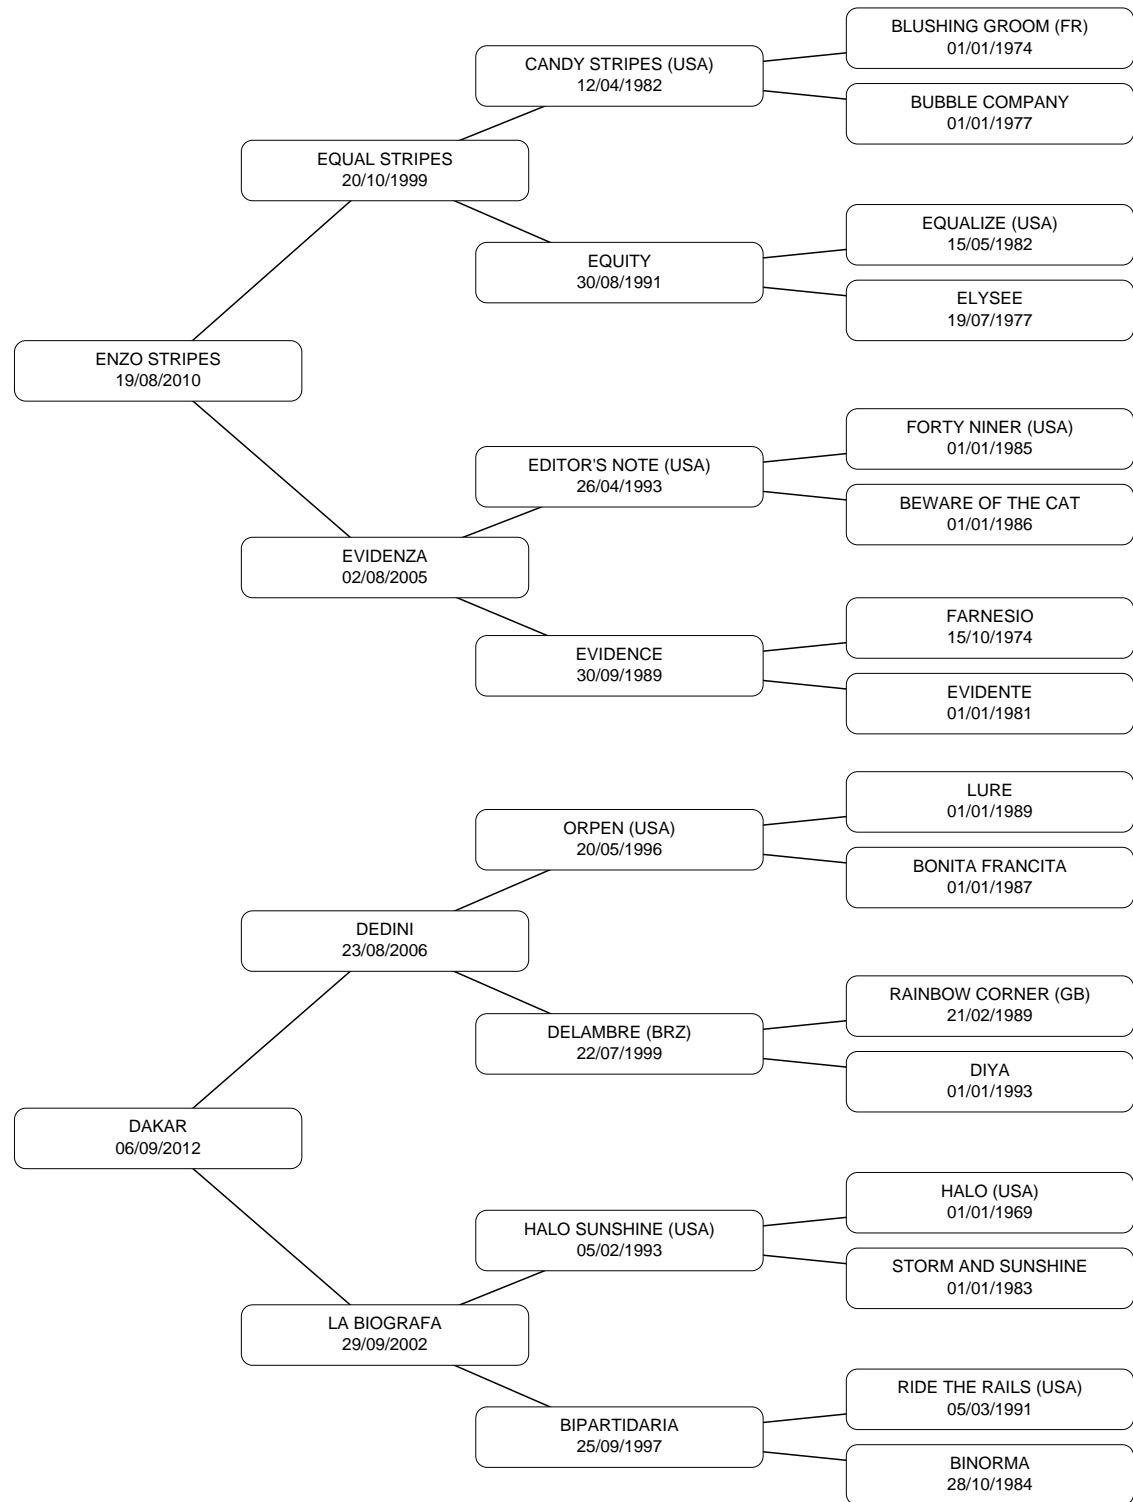 BLUSHING GROOM (FR)
01/01/1974
CANDY STRIPES (USA)
12/04/1982
BUBBLE COMPANY
01/01/1977
EQUAL STRIPES
20/10/1999
EQUALIZE (USA)
15/05/1982
EQUITY
30/08/1991
ELYSEE
19/07/1977
ENZO STRIPES
19/08/2010
FORTY NINER (USA)
01/01/1985
EDITOR'S NOTE (USA)
26/04/1993
BEWARE OF THE CAT
01/01/1986
EVIDENZA
02/08/2005
FARNESIO
15/10/1974
EVIDENCE
30/09/1989
EVIDENTE
01/01/1981
LURE
01/01/1989
ORPEN (USA)
20/05/1996
BONITA FRANCITA
01/01/1987
DEDINI
23/08/2006
RAINBOW CORNER (GB)
21/02/1989
DELAMBRE (BRZ)
22/07/1999
DIYA
01/01/1993
DAKAR
06/09/2012
HALO (USA)
01/01/1969
HALO SUNSHINE (USA)
05/02/1993
STORM AND SUNSHINE
01/01/1983
LA BIOGRAFA
29/09/2002
RIDE THE RAILS (USA)
05/03/1991
BIPARTIDARIA
25/09/1997
BINORMA
28/10/1984